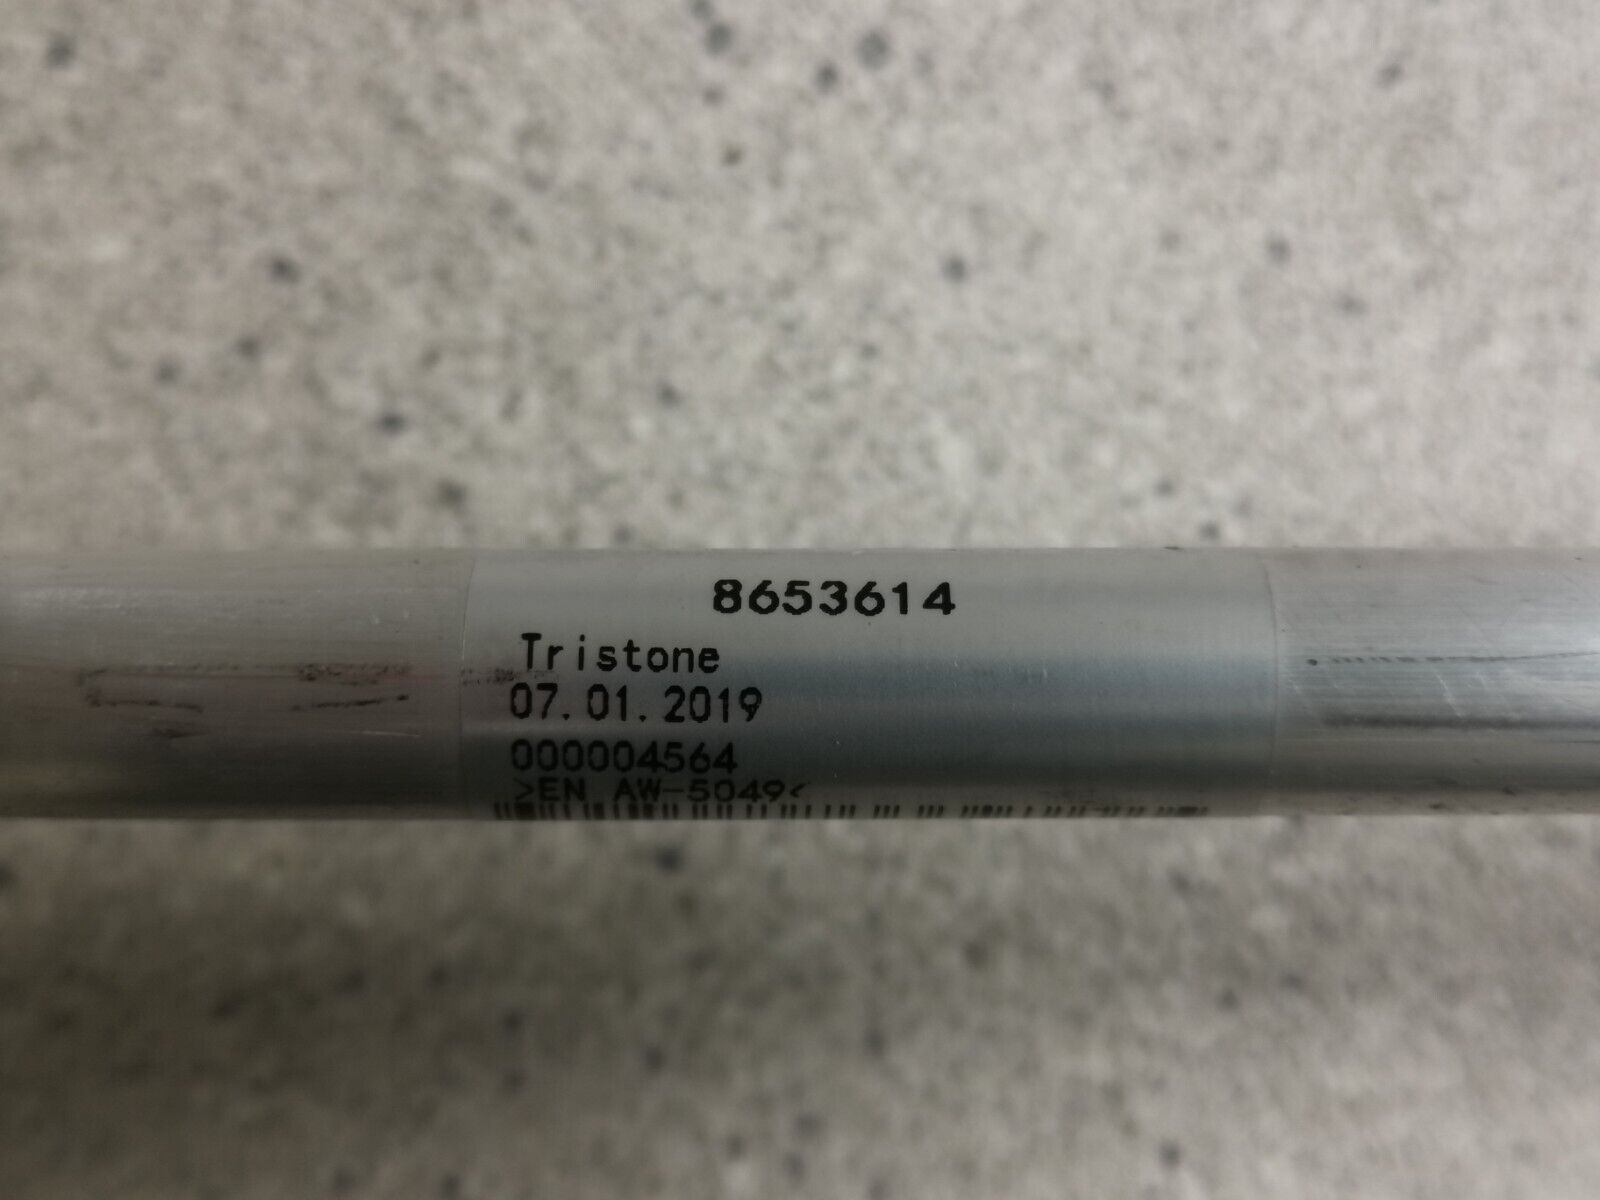 8653614
Tristone
07.01.2019
000004564
>EN AW-5049<